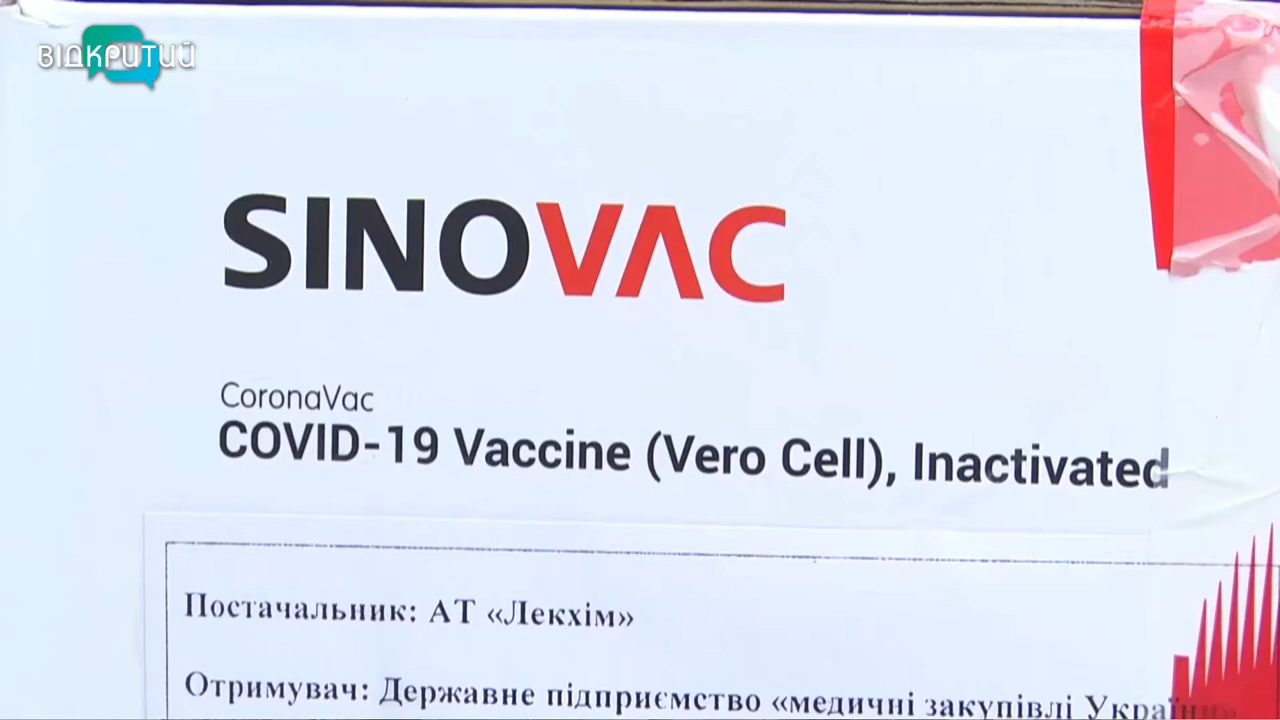 ВІДКРИТИЙ
SINOVAC
CoronaVac
COVID-19 Vaccine (Vero Cell), Inactivated
Постачальник: АТ «Лекхім»
Отримувач: Державне підприємство «медичні закупівлі України»